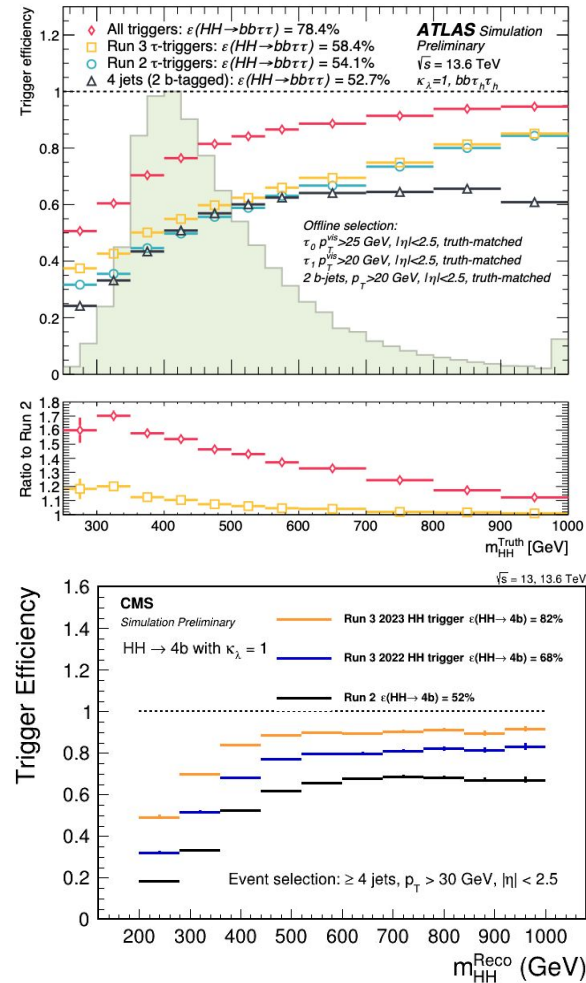 All triggers: ε(HH→bbττ) = 78.4%
Run 3 τ-triggers: ε(HH→bbττ) = 58.4%
Run 2 τ-triggers: ε(HH→bbττ) = 54.1%
4 jets (2 b-tagged): ε(HH→bbττ) = 52.7%
ATLAS Simulation
Preliminary
√s = 13.6 TeV
κλ=1, bbτhτh
Trigger efficiency
1.2
1
0.8
0.6
0.4
0.2
0
Offline selection:
τ0 pT^vis>25 GeV, |η|<2.5, truth-matched
τ1 pT^vis>20 GeV, |η|<2.5, truth-matched
2 b-jets, pT>20 GeV, |η|<2.5, truth-matched
Ratio to Run 2
1.8
1.7
1.6
1.5
1.4
1.3
1.2
1.1
1
300 400 500 600 700 800 900 1000
mHH^Truth [GeV]
√s = 13, 13.6 TeV
CMS
Simulation Preliminary
HH → 4b with κλ = 1
Run 3 2023 HH trigger ε(HH→ 4b) = 82%
Run 3 2022 HH trigger ε(HH→ 4b) = 68%
Run 2 ε(HH→ 4b) = 52%
Trigger Efficiency
1.6
1.4
1.2
1
0.8
0.6
0.4
0.2
0
Event selection: ≥ 4 jets, pT > 30 GeV, |η| < 2.5
200 300 400 500 600 700 800 900 1000
mHH^Reco (GeV)